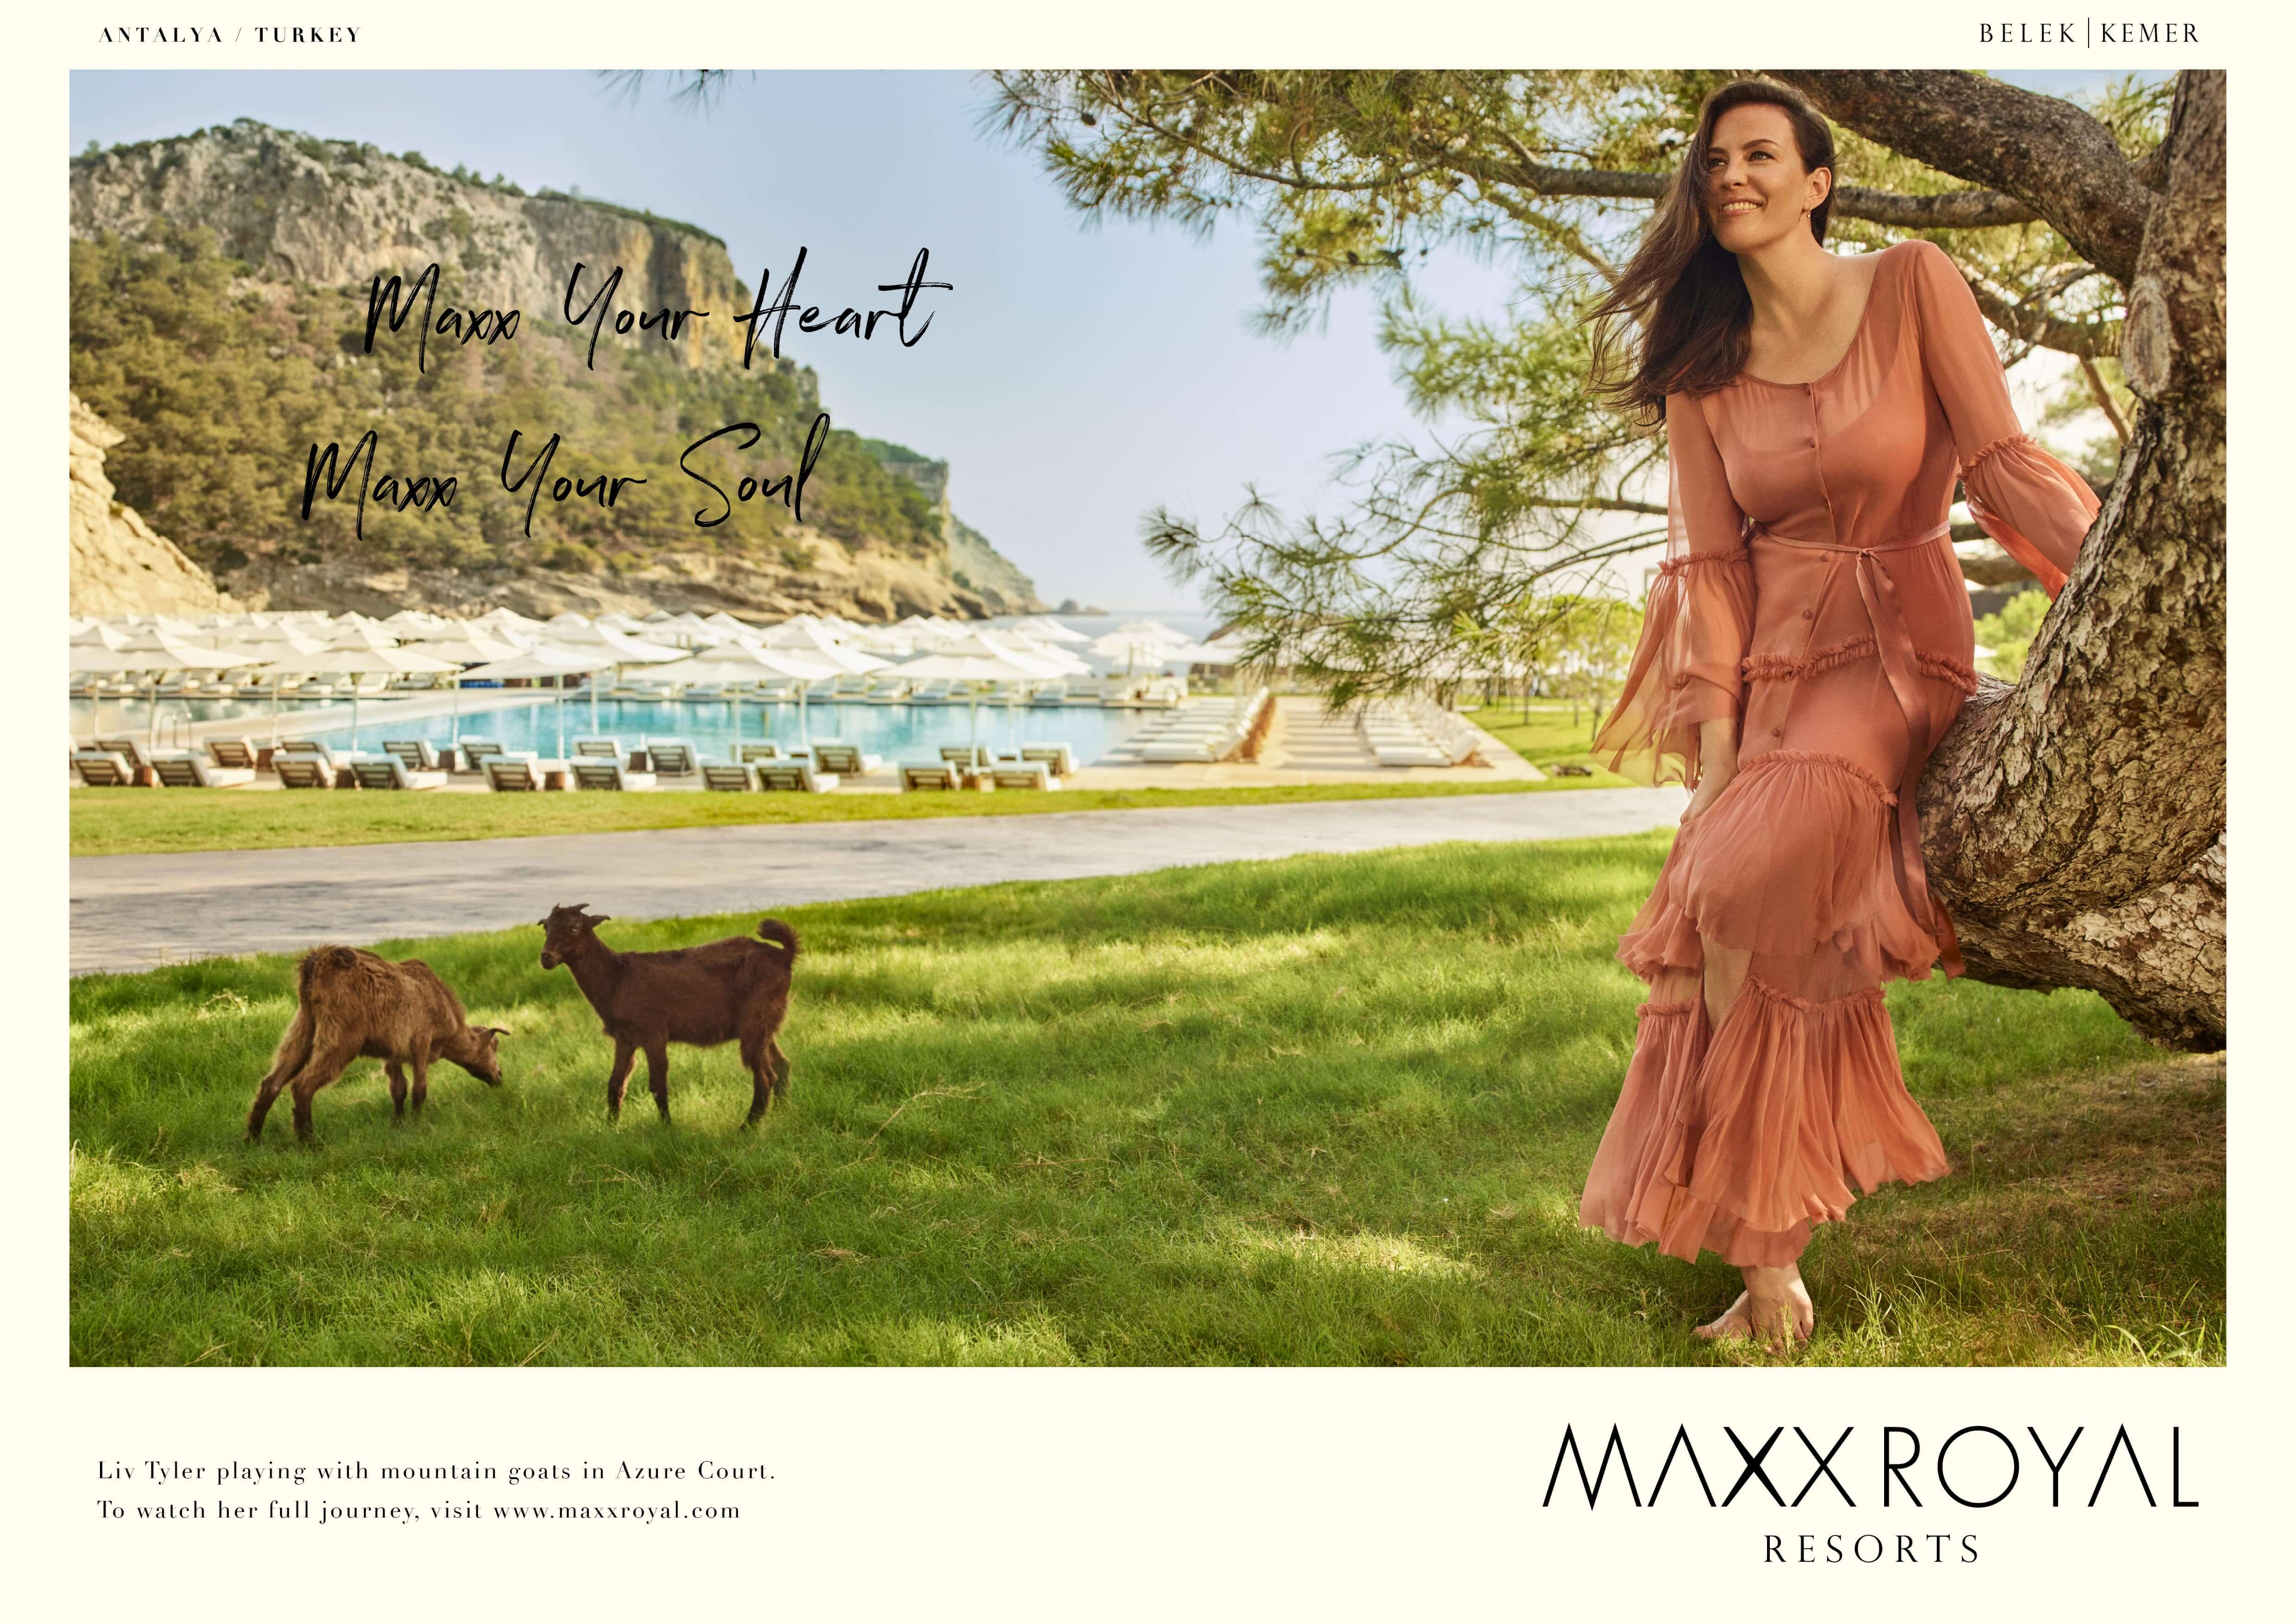 ANTALYA / TURKEY
BELEK | KEMER
Maxx Your Heart
Maxx Your Soul
Liv Tyler playing with mountain goats in Azure Court.
To watch her full journey, visit www.maxxroyal.com
MAXX ROYAL
RESORTS